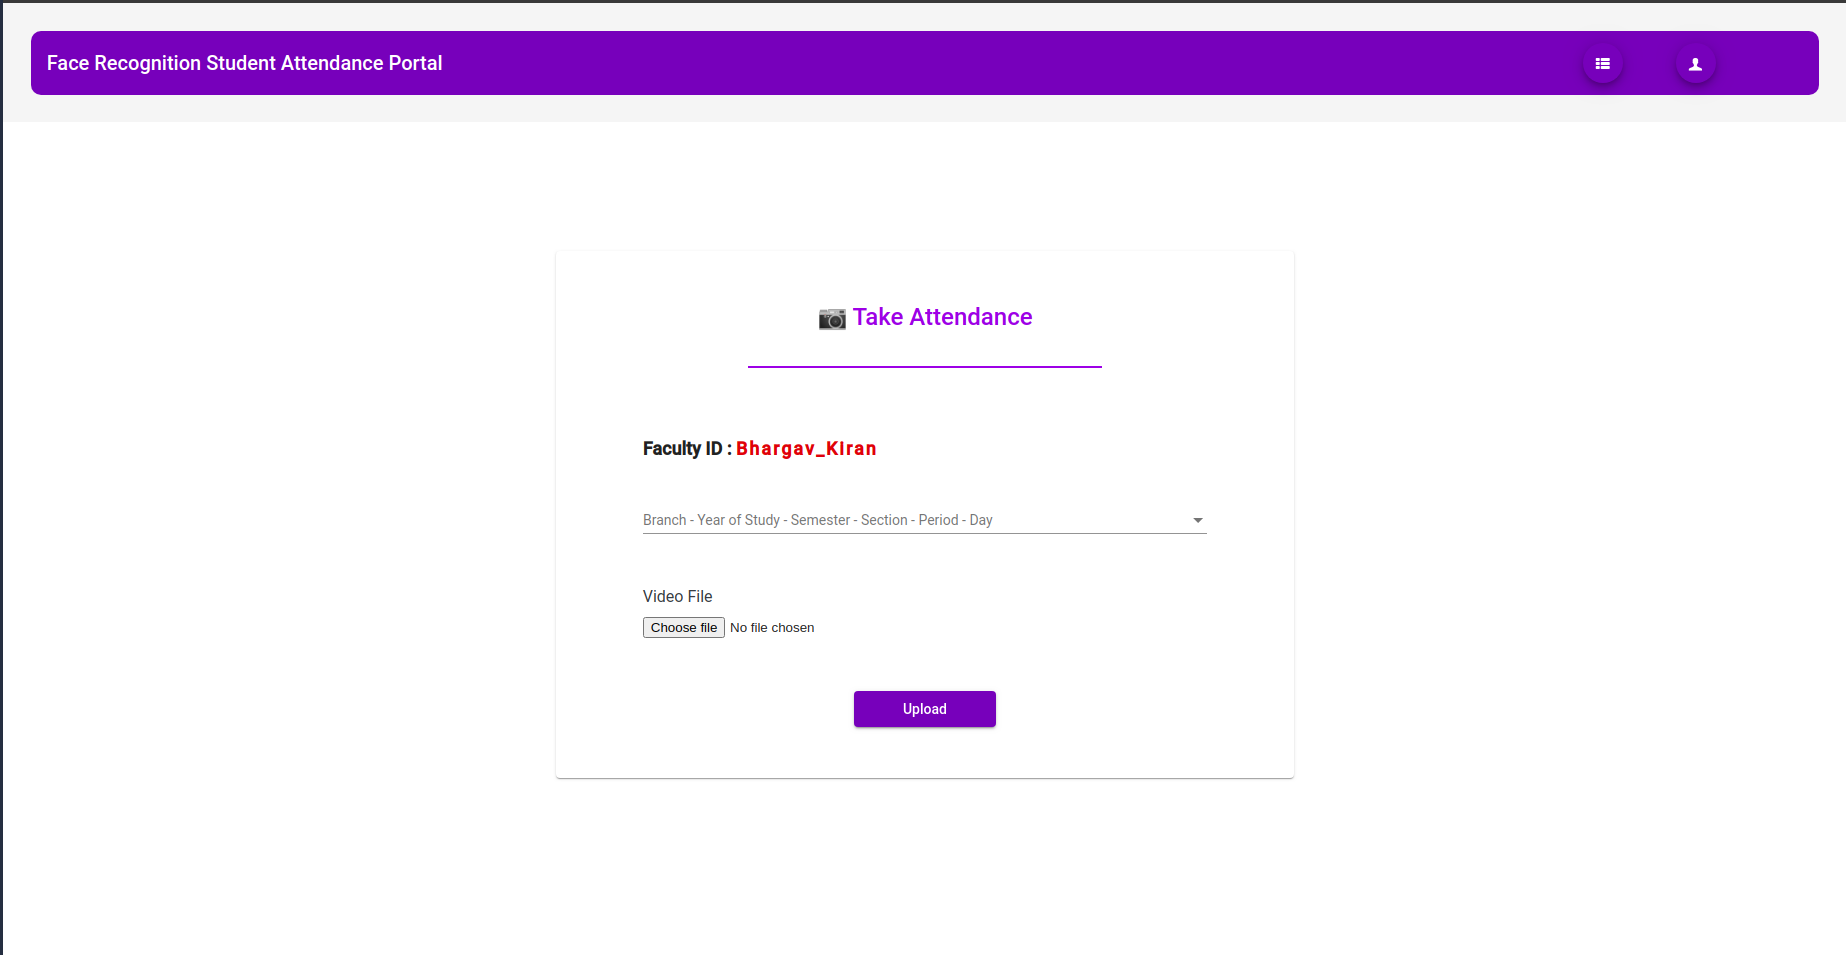 Face Recognition Student Attendance Portal
Take Attendance
Faculty ID : Bhargav_Kiran
Branch - Year of Study - Semester - Section - Period - Day
Video File
Choose file No file chosen
Upload